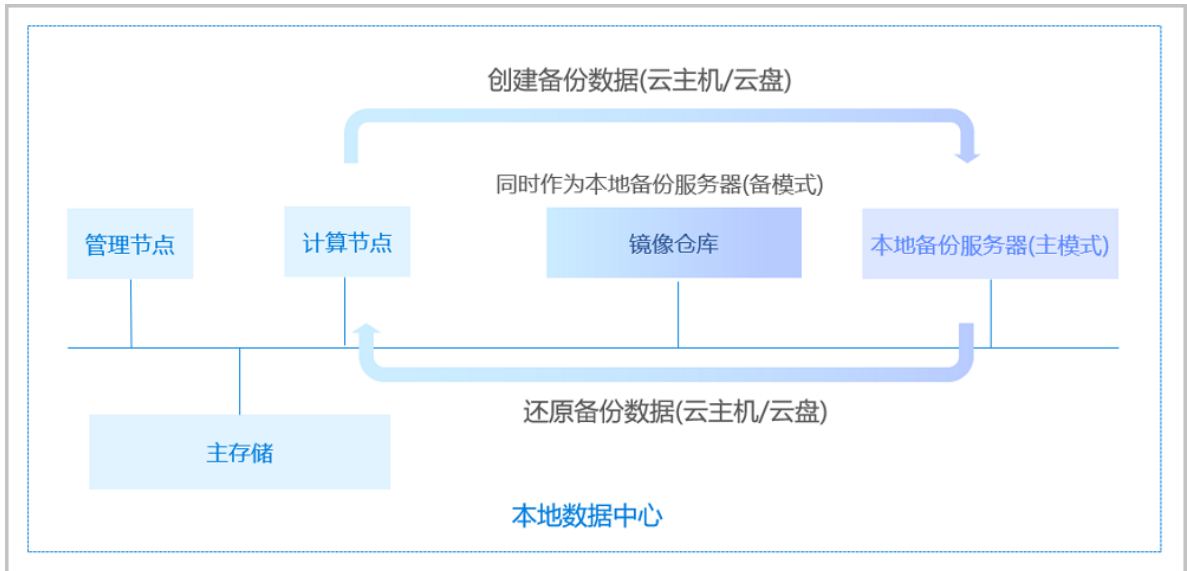 创建备份数据(云主机/云盘)
同时作为本地备份服务器(备模式)
管理节点
计算节点
镜像仓库
本地备份服务器(主模式)
还原备份数据(云主机/云盘)
主存储
本地数据中心